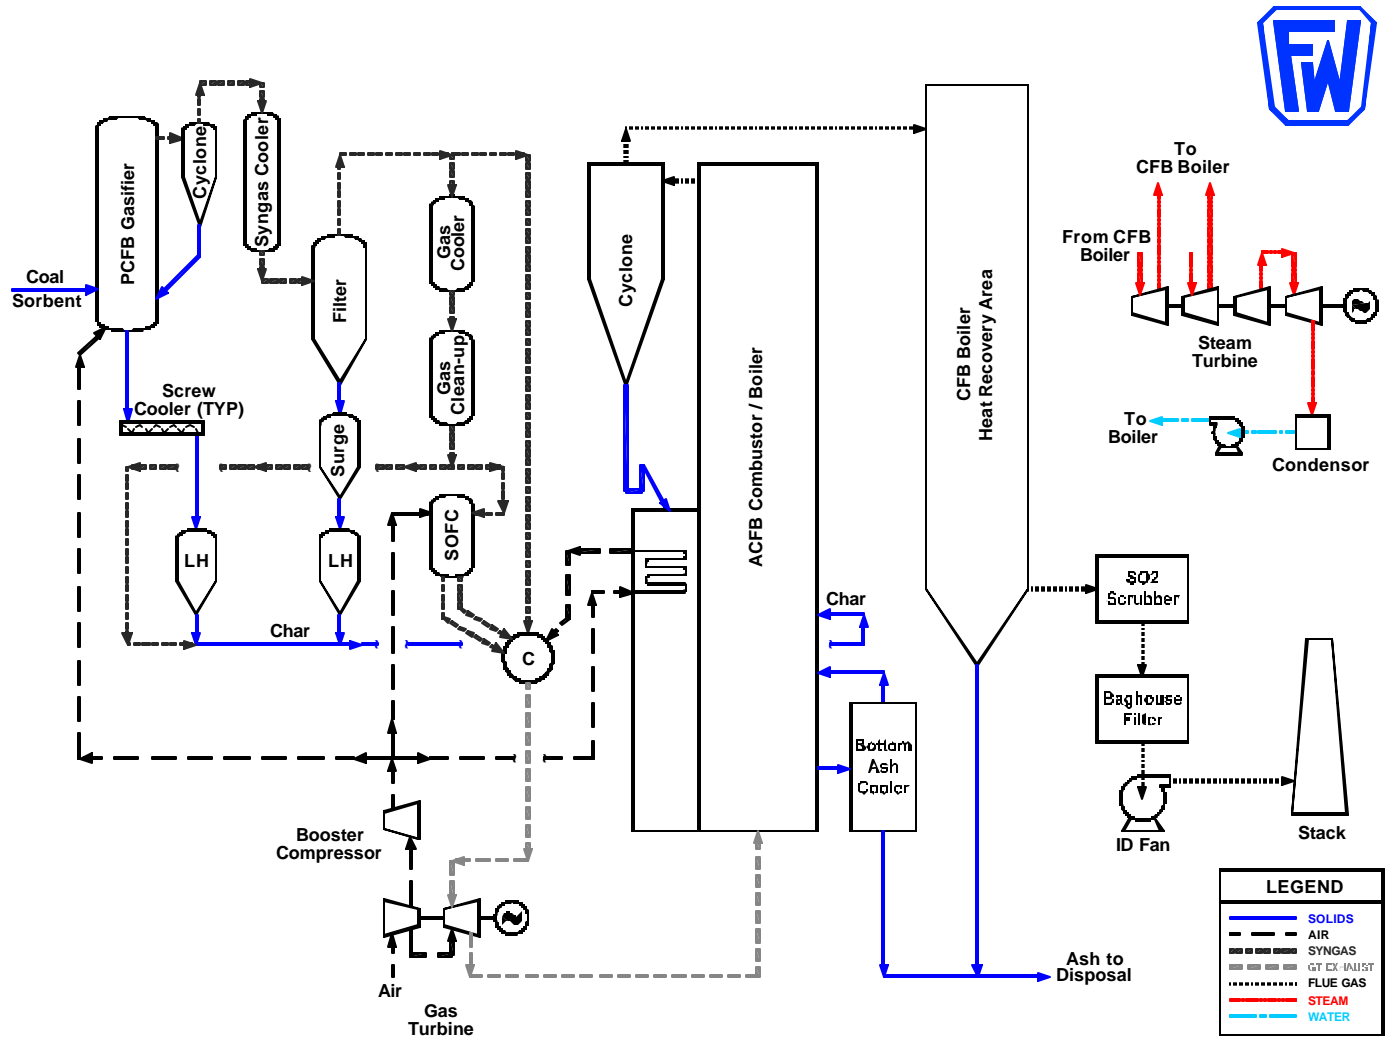 FW
Cyclone
PCFB Gasifier
Syngas Cooler
Coal
Sorbent
Filter
Gas
Cooler
Gas
Clean-up
Screw
Cooler (TYP)
Surge
LH
LH
SOFC
Char
C
Booster
Compressor
Air
Gas
Turbine
Cyclone
ACFB Combustor / Boiler
Char
Bottom
Ash
Cooler
CFB Boiler
Heat Recovery Area
Ash to
Disposal
To
CFB Boiler
From CFB
Boiler
Steam
Turbine
To
Boiler
Condensor
SO2
Scrubber
Baghouse
Filter
ID Fan
Stack
LEGEND
SOLIDS
AIR
SYNGAS
GT EXHAUST
FLUE GAS
STEAM
WATER